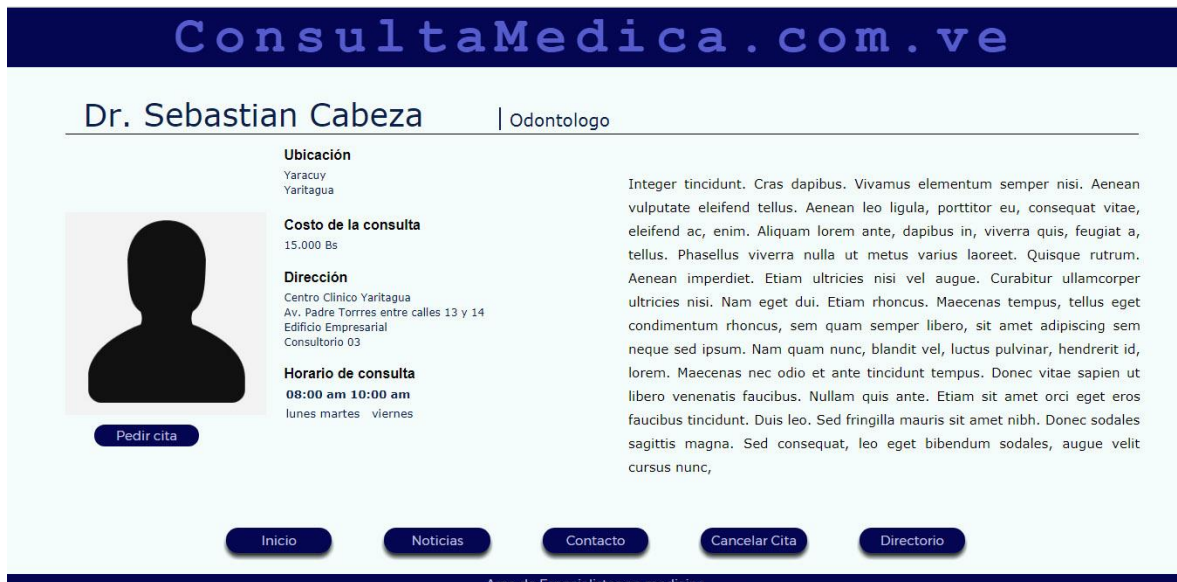 ConsultaMedica.com.ve
Dr. Sebastian Cabeza | Odontologo
Ubicación
Yaracuy
Yaritagua
Costo de la consulta
15.000 Bs
Dirección
Centro Clinico Yaritagua
Av. Padre Torrres entre calles 13 y 14
Edificio Empresarial
Consultorio 03
Horario de consulta
08:00 am 10:00 am
lunes martes viernes
Pedir cita
Integer tincidunt. Cras dapibus. Vivamus elementum semper nisi. Aenean
vulputate eleifend tellus. Aenean leo ligula, porttitor eu, consequat vitae,
eleifend ac, enim. Aliquam lorem ante, dapibus in, viverra quis, feugiat a,
tellus. Phasellus viverra nulla ut metus varius laoreet. Quisque rutrum.
Aenean imperdiet. Etiam ultricies nisi vel augue. Curabitur ullamcorper
ultricies nisi. Nam eget dui. Etiam rhoncus. Maecenas tempus, tellus eget
condimentum rhoncus, sem quam semper libero, sit amet adipiscing sem
neque sed ipsum. Nam quam nunc, blandit vel, luctus pulvinar, hendrerit id,
lorem. Maecenas nec odio et ante tincidunt tempus. Donec vitae sapien ut
libero venenatis faucibus. Nullam quis ante. Etiam sit amet orci eget eros
faucibus tincidunt. Duis leo. Sed fringilla mauris sit amet nibh. Donec sodales
sagittis magna. Sed consequat, leo eget bibendum sodales, augue velit
cursus nunc,
Inicio Noticias Contacto Cancelar Cita Directorio